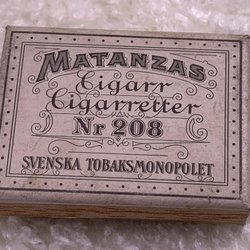 MATANZAS
Cigarr
Cigarretter
Nr 208
SVENSKA TOBAKSMONOPOLET